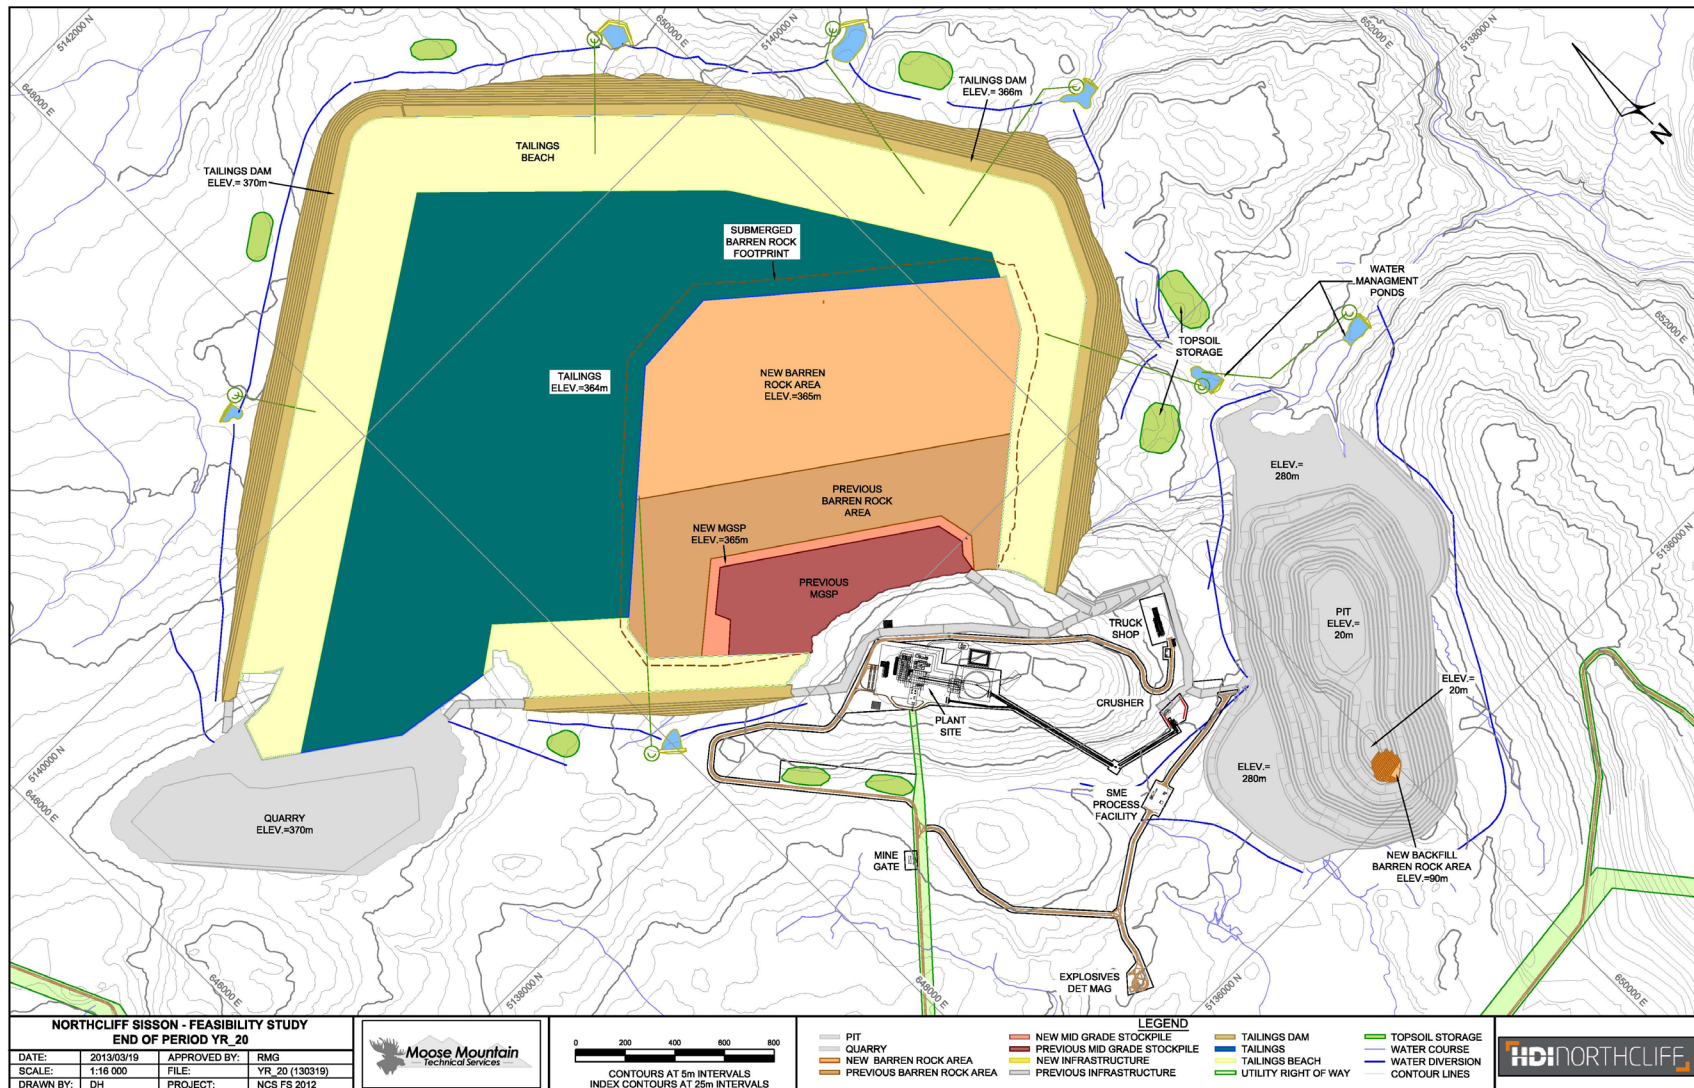 51420000 N
650000 E
5140000 N
652000 E
5138000 N
648000 E
TAILINGS DAM
ELEV.= 366m
TAILINGS
BEACH
N
TAILINGS DAM
ELEV.= 370m
SUBMERGED
BARREN ROCK
FOOTPRINT
WATER
MANAGMENT
PONDS
652000 E
TOPSOIL
STORAGE
TAILINGS
ELEV.=364m
NEW BARREN
ROCK AREA
ELEV.=365m
ELEV.=
280m
PREVIOUS
BARREN ROCK
AREA
NEW MGSP
ELEV.=365m
5136000 N
PREVIOUS
MGSP
PIT
ELEV.=
20m
TRUCK
SHOP
ELEV.=
20m
CRUSHER
PLANT
SITE
5140000 N
ELEV.=
280m
646000 E
SME
PROCESS
FACILITY
QUARRY
ELEV.=370m
MINE
GATE
NEW BACKFILL
BARREN ROCK AREA
ELEV.=90m
EXPLOSIVES
DET MAG
646000 E
5138000 N
648000 E
5136000 N
650000 E
NORTHCLIFF SISSON - FEASIBILITY STUDY
END OF PERIOD YR_20
DATE: 2013/03/19 APPROVED BY: RMG
SCALE: 1:16 000 FILE: YR_20 (130319)
DRAWN BY: DH PROJECT: NCS FS 2012
Moose Mountain
Technical Services
0 200 400 600 800
CONTOURS AT 5m INTERVALS
INDEX CONTOURS AT 25m INTERVALS
LEGEND
PIT
QUARRY
NEW BARREN ROCK AREA
PREVIOUS BARREN ROCK AREA
NEW MID GRADE STOCKPILE
PREVIOUS MID GRADE STOCKPILE
NEW INFRASTRUCTURE
PREVIOUS INFRASTRUCTURE
TAILINGS DAM
TAILINGS
TAILINGS BEACH
UTILITY RIGHT OF WAY
TOPSOIL STORAGE
WATER COURSE
WATER DIVERSION
CONTOUR LINES
HDINORTHCLIFF